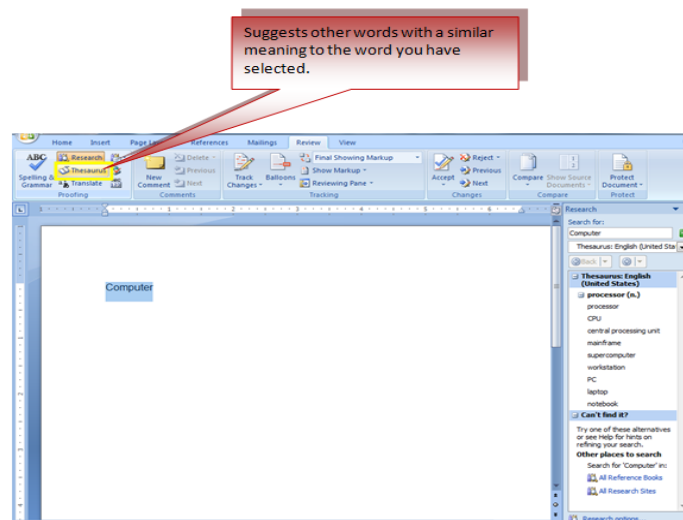 Suggests other words with a similar
meaning to the word you have
selected.
Home Insert References Mailings Review View
ABC Research Delete Final Showing Markup Reject
Thesaurus Previous Show Markup Previous
Spelling & Grammar Translate New Comment Next Track Changes Balloons Reviewing Pane Accept Next Compare Show Source Documents Protect Document
Proofing Comments Tracking Changes Compare Protect
Research
Search for:
Computer
Thesaurus: English (United Sta
Back
Computer
Thesaurus: English
(United States)
processor (n.)
processor
CPU
central processing unit
mainframe
supercomputer
workstation
PC
laptop
notebook
Can't find it?
Try one of these alternatives
or see Help for hints on
refining your search.
Other places to search
Search for 'Computer' in:
All Reference Books
All Research Sites
Research options